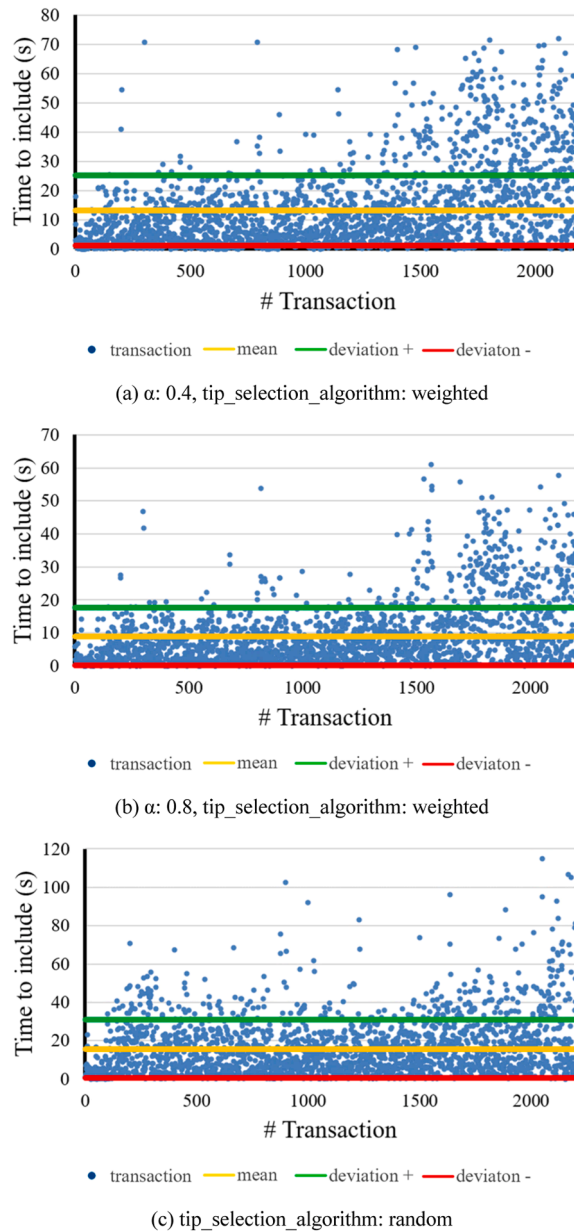 80
70
60
50
40
30
20
10
0
Time to include (s)
0 500 1000 1500 2000
# Transaction
transaction mean deviation + deviaton -
(a) α: 0.4, tip_selection_algorithm: weighted
70
60
50
40
30
20
10
0
Time to include (s)
0 500 1000 1500 2000
# Transaction
transaction mean deviation + deviaton -
(b) α: 0.8, tip_selection_algorithm: weighted
120
100
80
60
40
20
0
Time to include (s)
0 500 1000 1500 2000
# Transaction
transaction mean deviation + deviaton -
(c) tip_selection_algorithm: random